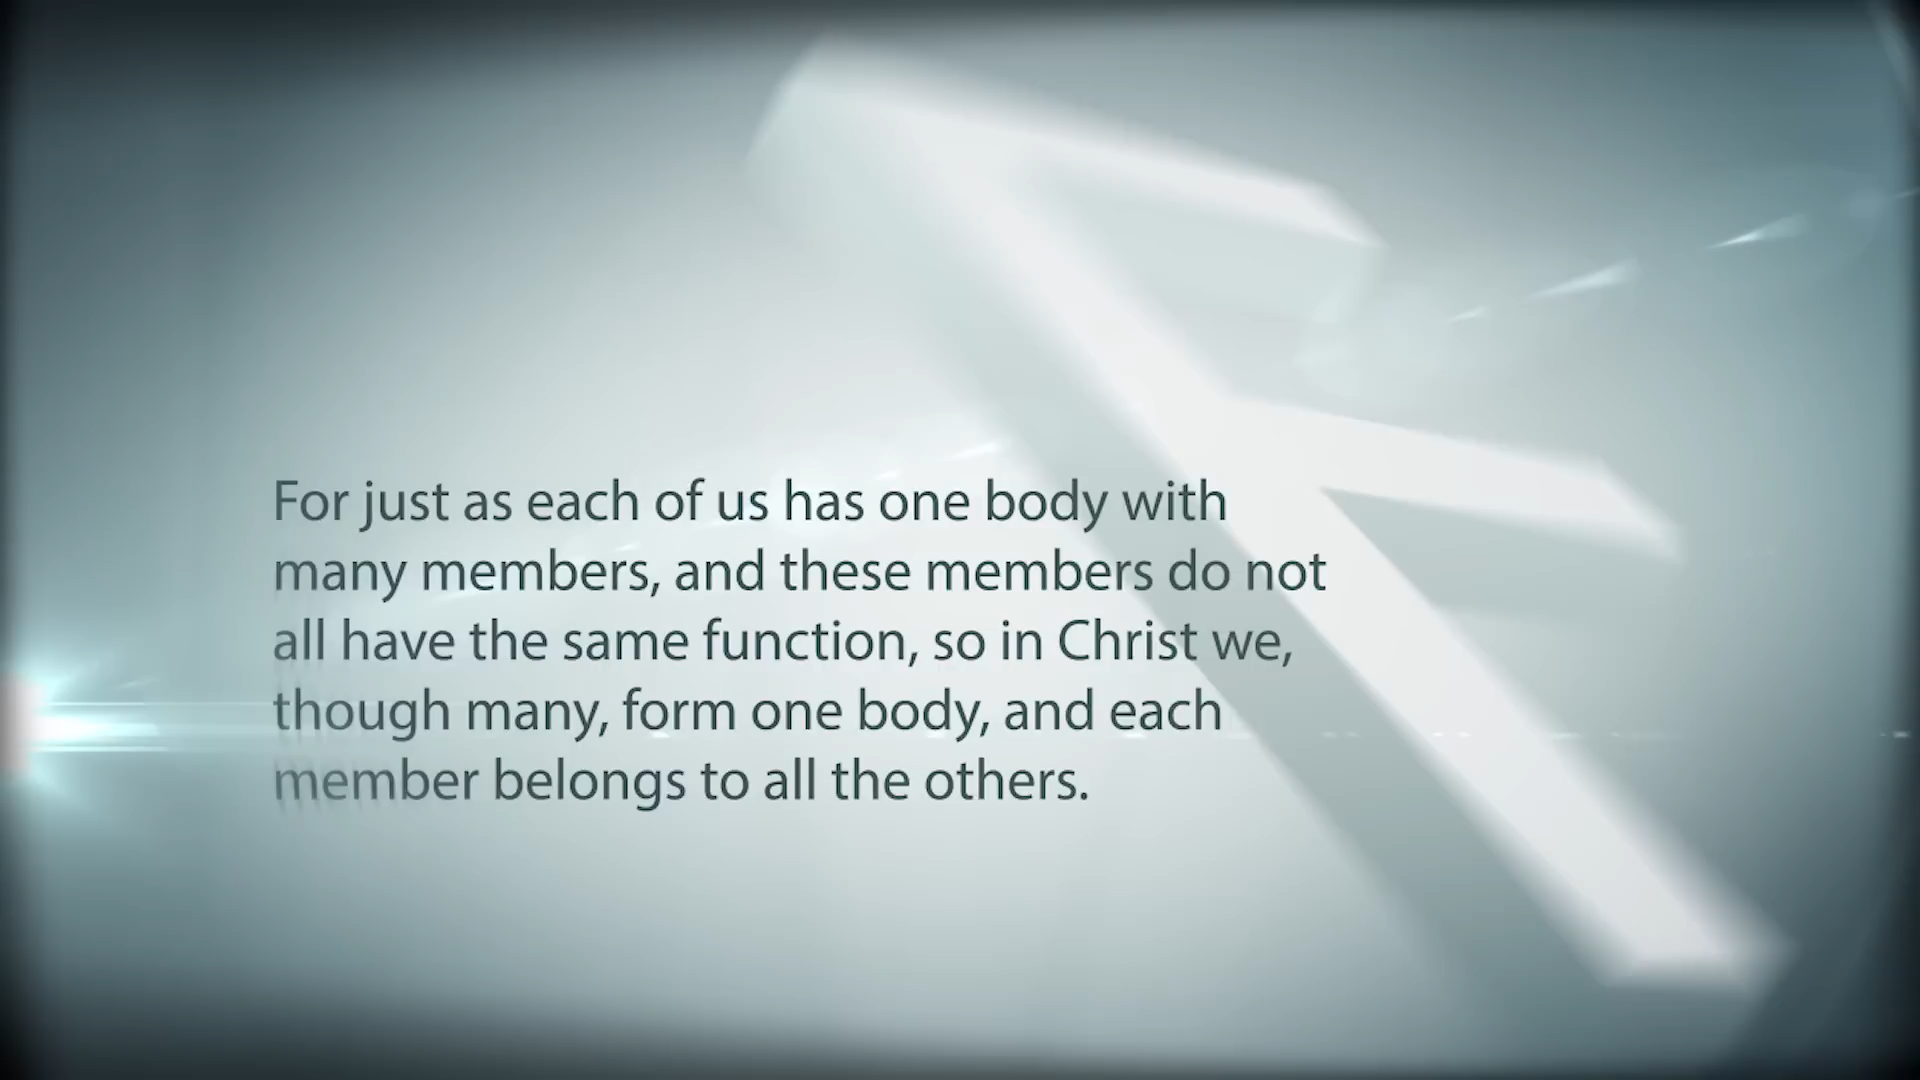 For just as each of us has one body with
many members, and these members do not
all have the same function, so in Christ we,
though many, form one body, and each
member belongs to all the others.